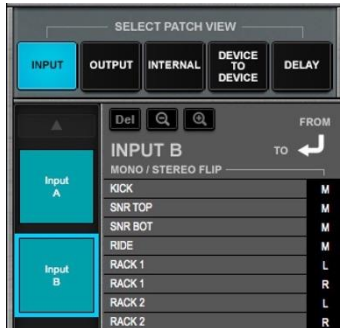 SELECT PATCH VIEW
INPUT
OUTPUT
INTERNAL
DEVICE
TO
DEVICE
DELAY
Input
A
Input
B
Del
FROM
INPUT B
TO
MONO / STEREO FLIP
KICK M
SNR TOP M
SNR BOT M
RIDE M
RACK 1 L
RACK 1 R
RACK 2 L
RACK 2 R